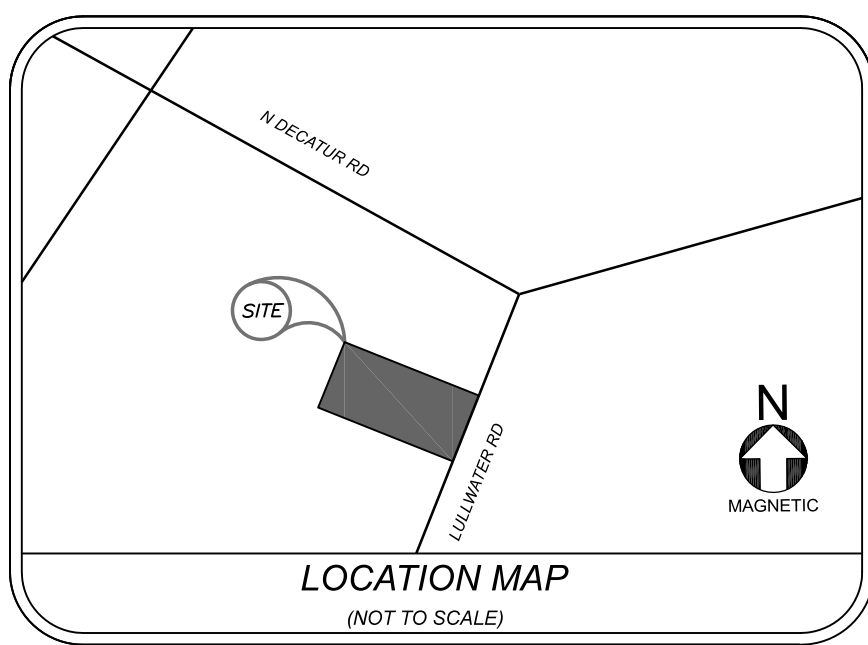 N DECATUR RD
SITE
N
LULLWATER RD
MAGNETIC
LOCATION MAP
(NOT TO SCALE)